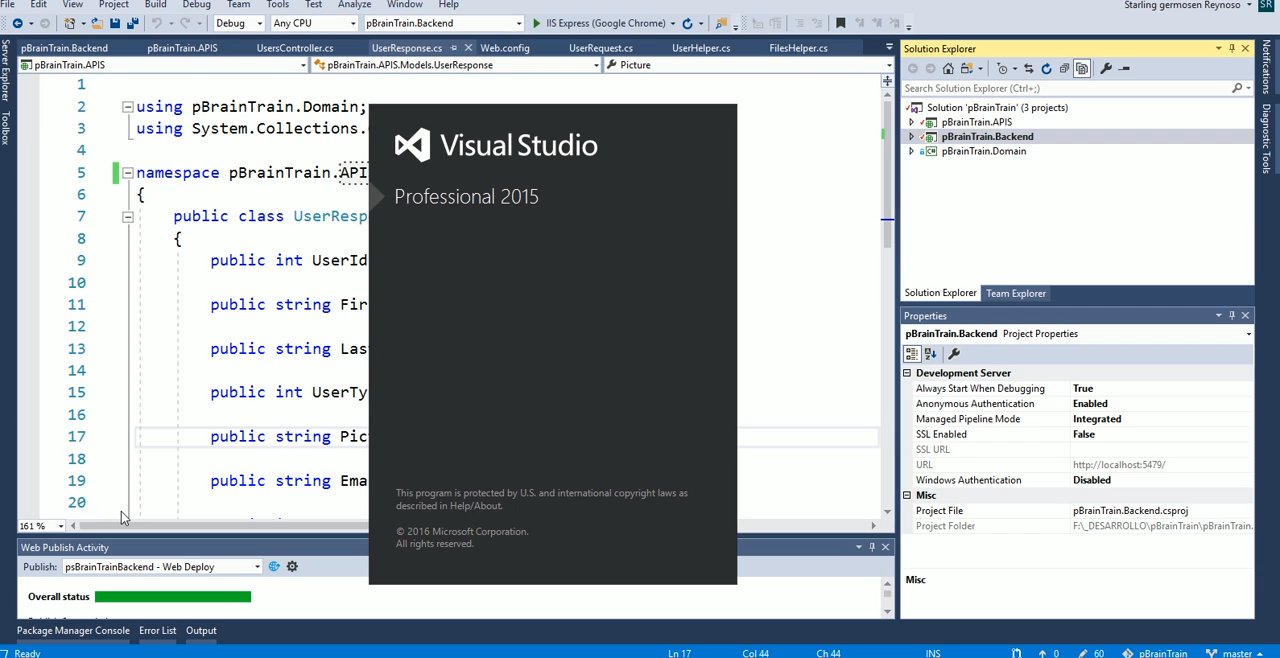 File Edit View Project Build Debug Team Tools Test Analyze Window Help Starling germosen Reynoso SR
Debug Any CPU pBrainTrain.Backend IIS Express (Google Chrome)
pBrainTrain.Backend pBrainTrain.APIS UsersController.cs UserResponse.cs Web.config UserRequest.cs UserHelper.cs FilesHelper.cs
pBrainTrain.APIS pBrainTrain.APIS.Models.UserResponse Picture
Server Explorer
Toolbox
1
2 using pBrainTrain.Domain;
3 using System.Collections.
4
5 namespace pBrainTrain.API
6 {
7 public class UserResp
8 {
9 public int UserId
10
11 public string Fir
12
13 public string Las
14
15 public int UserTy
16
17 public string Pic
18
19 public string Ema
20
161 %
Visual Studio
Professional 2015
This program is protected by U.S. and international copyright laws as
described in Help/About.
© 2016 Microsoft Corporation.
All rights reserved.
Web Publish Activity
Publish: psBrainTrainBackend - Web Deploy
Overall status
Package Manager Console Error List Output
Solution Explorer
Search Solution Explorer (Ctrl+;)
Solution 'pBrainTrain' (3 projects)
pBrainTrain.APIS
pBrainTrain.Backend
pBrainTrain.Domain
Solution Explorer Team Explorer
Properties
pBrainTrain.Backend Project Properties
Development Server
Always Start When Debugging True
Anonymous Authentication Enabled
Managed Pipeline Mode Integrated
SSL Enabled False
SSL URL
URL http://localhost:5479/
Windows Authentication Disabled
Misc
Project File pBrainTrain.Backend.csproj
Project Folder F:\_DESARROLLO\pBrainTrain\pBrainTrain.
Misc
Notifications
Diagnostic Tools
Ready Ln 17 Col 44 Ch 44 INS 0 60 pBrainTrain master